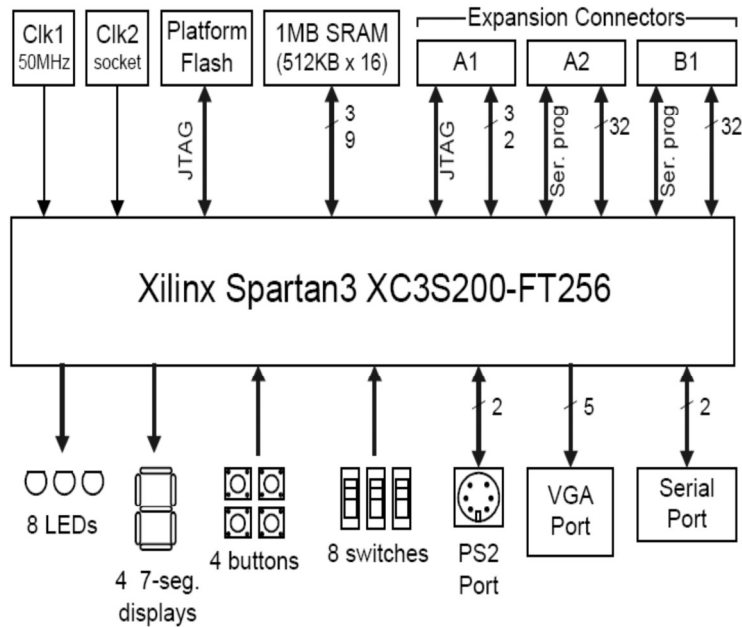 Expansion Connectors
Clk1
50MHz
Clk2
socket
Platform
Flash
1MB SRAM
(512KB x 16)
A1
A2
B1
JTAG
3
9
JTAG
3
2
Ser. prog
32
Ser. prog
32
Xilinx Spartan3 XC3S200-FT256
2
5
2
8 LEDs
4 7-seg.
displays
4 buttons
8 switches
PS2
Port
VGA
Port
Serial
Port